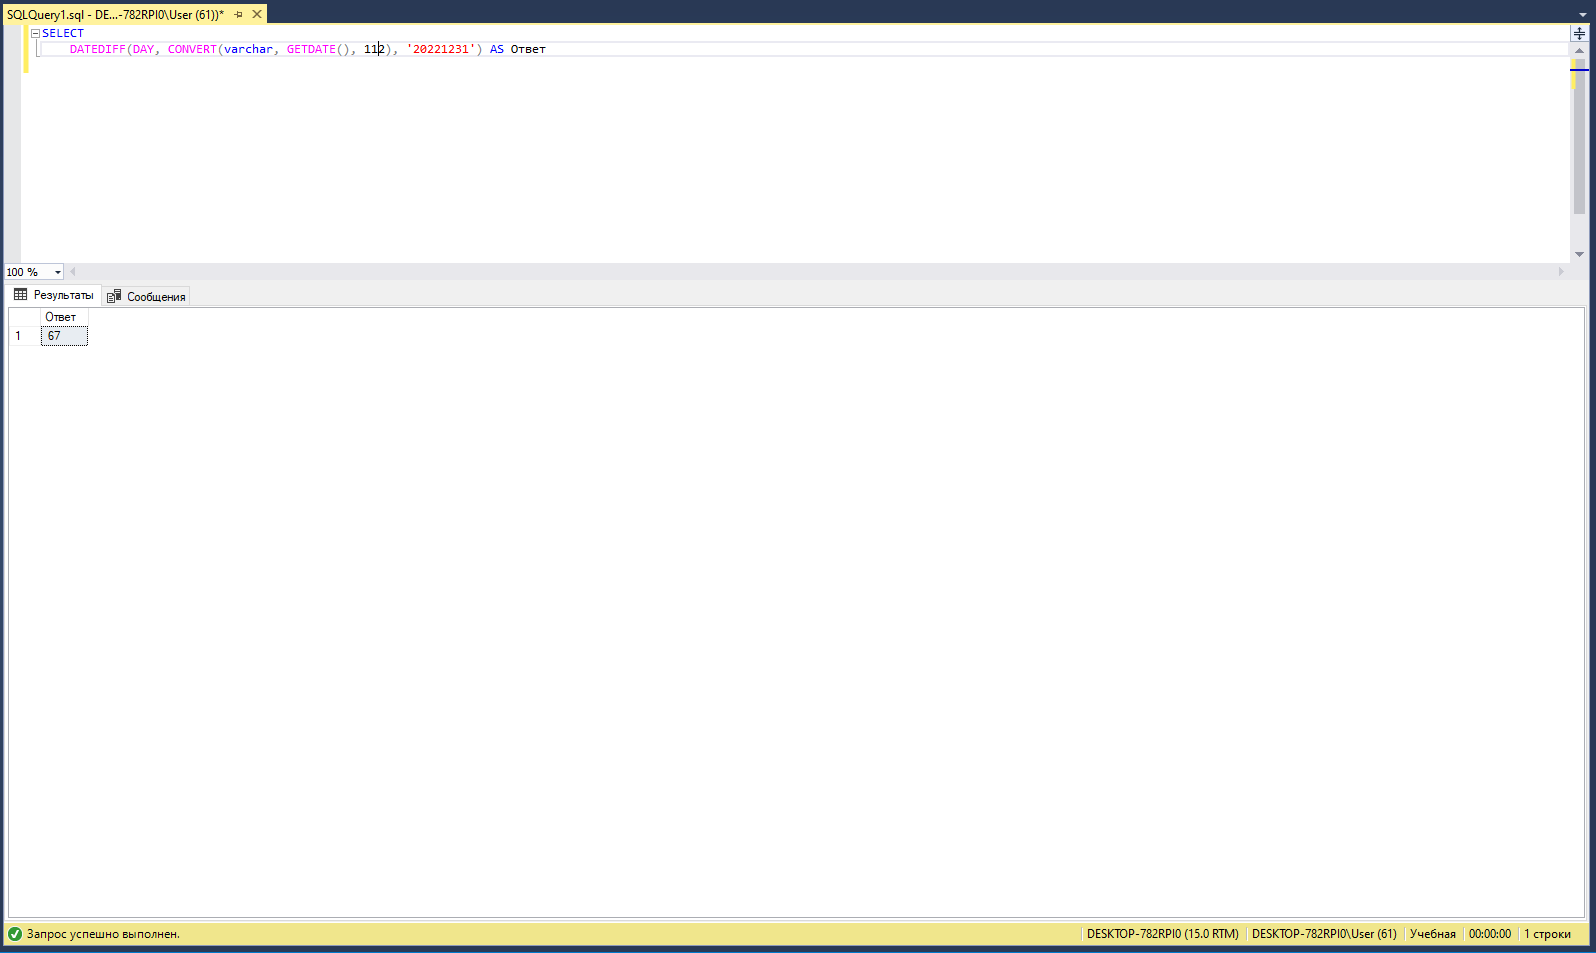 SQLQuery1.sql - DE...-782RPI0\User (61))*
SELECT
DATEDIFF(DAY, CONVERT(varchar, GETDATE(), 112), '20221231') AS Ответ
100 %
Результаты Сообщения
Ответ
1 67
Запрос успешно выполнен. DESKTOP-782RPI0 (15.0 RTM) DESKTOP-782RPI0\User (61) Учебная 00:00:00 1 строки